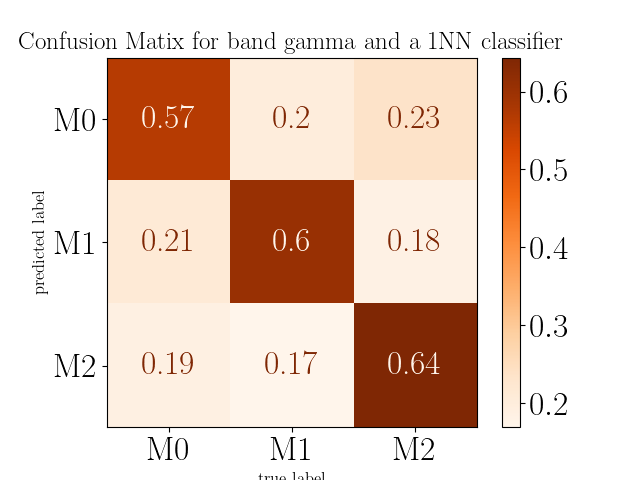 Confusion Matix for band gamma and a 1NN classifier
M0 0.57 0.2 0.23
M1 0.21 0.6 0.18
M2 0.19 0.17 0.64
M0 M1 M2
predicted label
true label
0.6
0.5
0.4
0.3
0.2